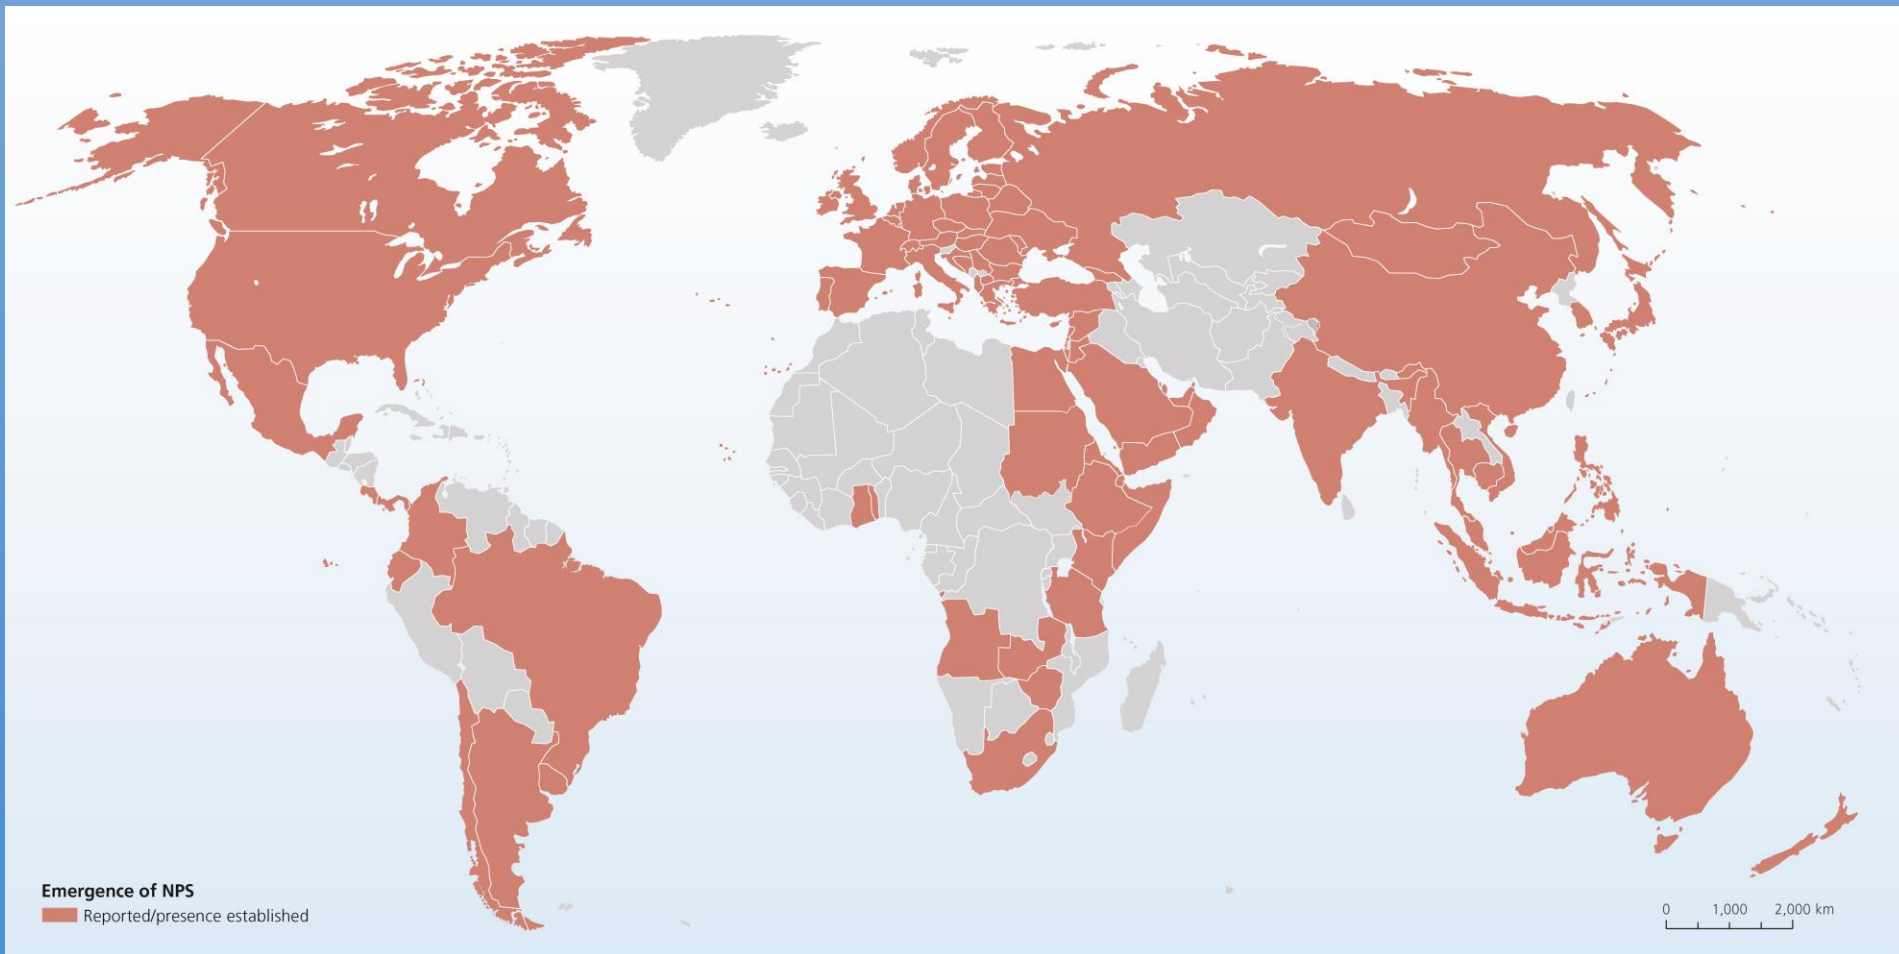 Emergence of NPS
Reported/presence established
0 1,000 2,000 km